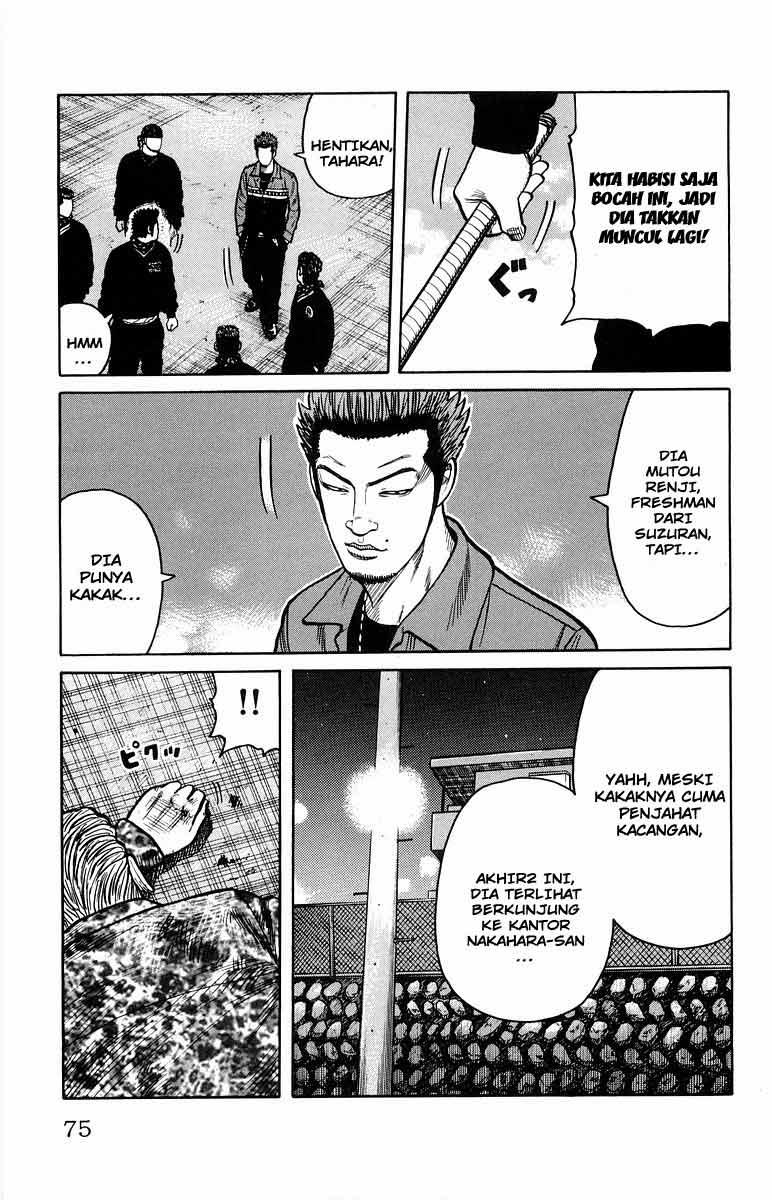 KITA HABISI SAJA
BOCAH INI, JADI
DIA TAKKAN
MUNCUL LAGI!
ぐっ
HENTIKAN,
TAHARA!
HMM
...
DIA
MUTOU
RENJI,
FRESHMAN
DARI
SUZURAN,
TAPI...
DIA
PUNYA
KAKAK...
YAHH, MESKI
KAKAKNYA CUMA
PENJAHAT
KACANGAN,
AKHIR2 INI,
DIA TERLIHAT
BERKUNJUNG
KE KANTOR
NAKAHARA-SAN
...
!!
ピクッ
75